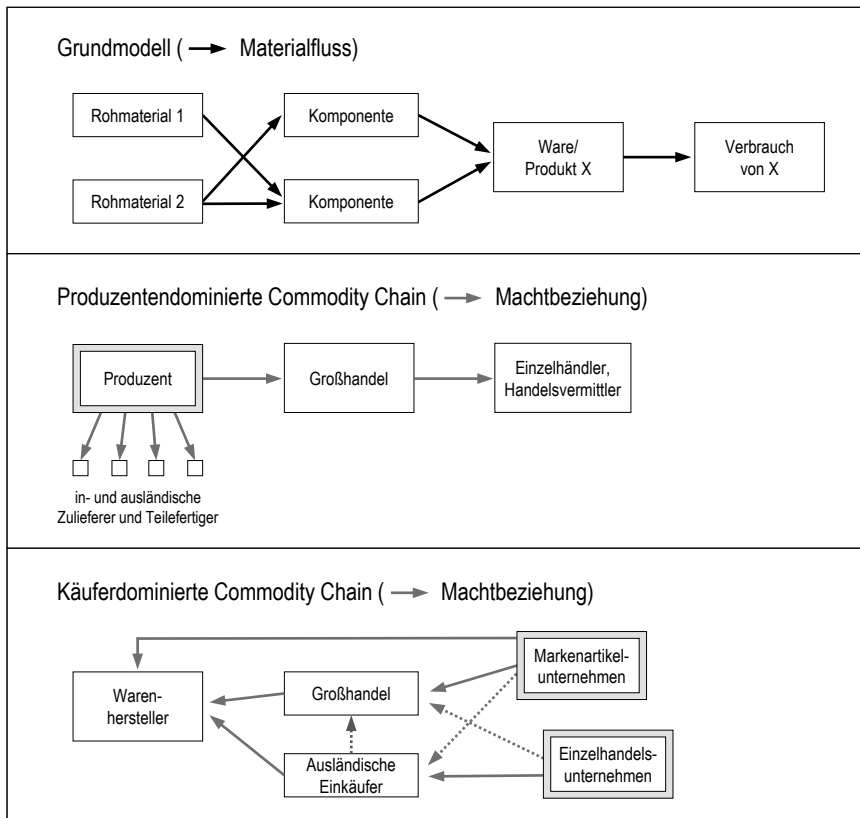 Grundmodell ( Materialfluss)
Rohmaterial 1
Komponente
Ware/
Produkt X
Verbrauch
von X
Rohmaterial 2
Komponente
Produzentendominierte Commodity Chain ( Machtbeziehung)
Produzent
Großhandel
Einzelhändler,
Handelsvermittler
in- und ausländische
Zulieferer und Teilefertiger
Käuferdominierte Commodity Chain ( Machtbeziehung)
Markenartikel-
unternehmen
Waren-
hersteller
Großhandel
Ausländische
Einkäufer
Einzelhandels-
unternehmen